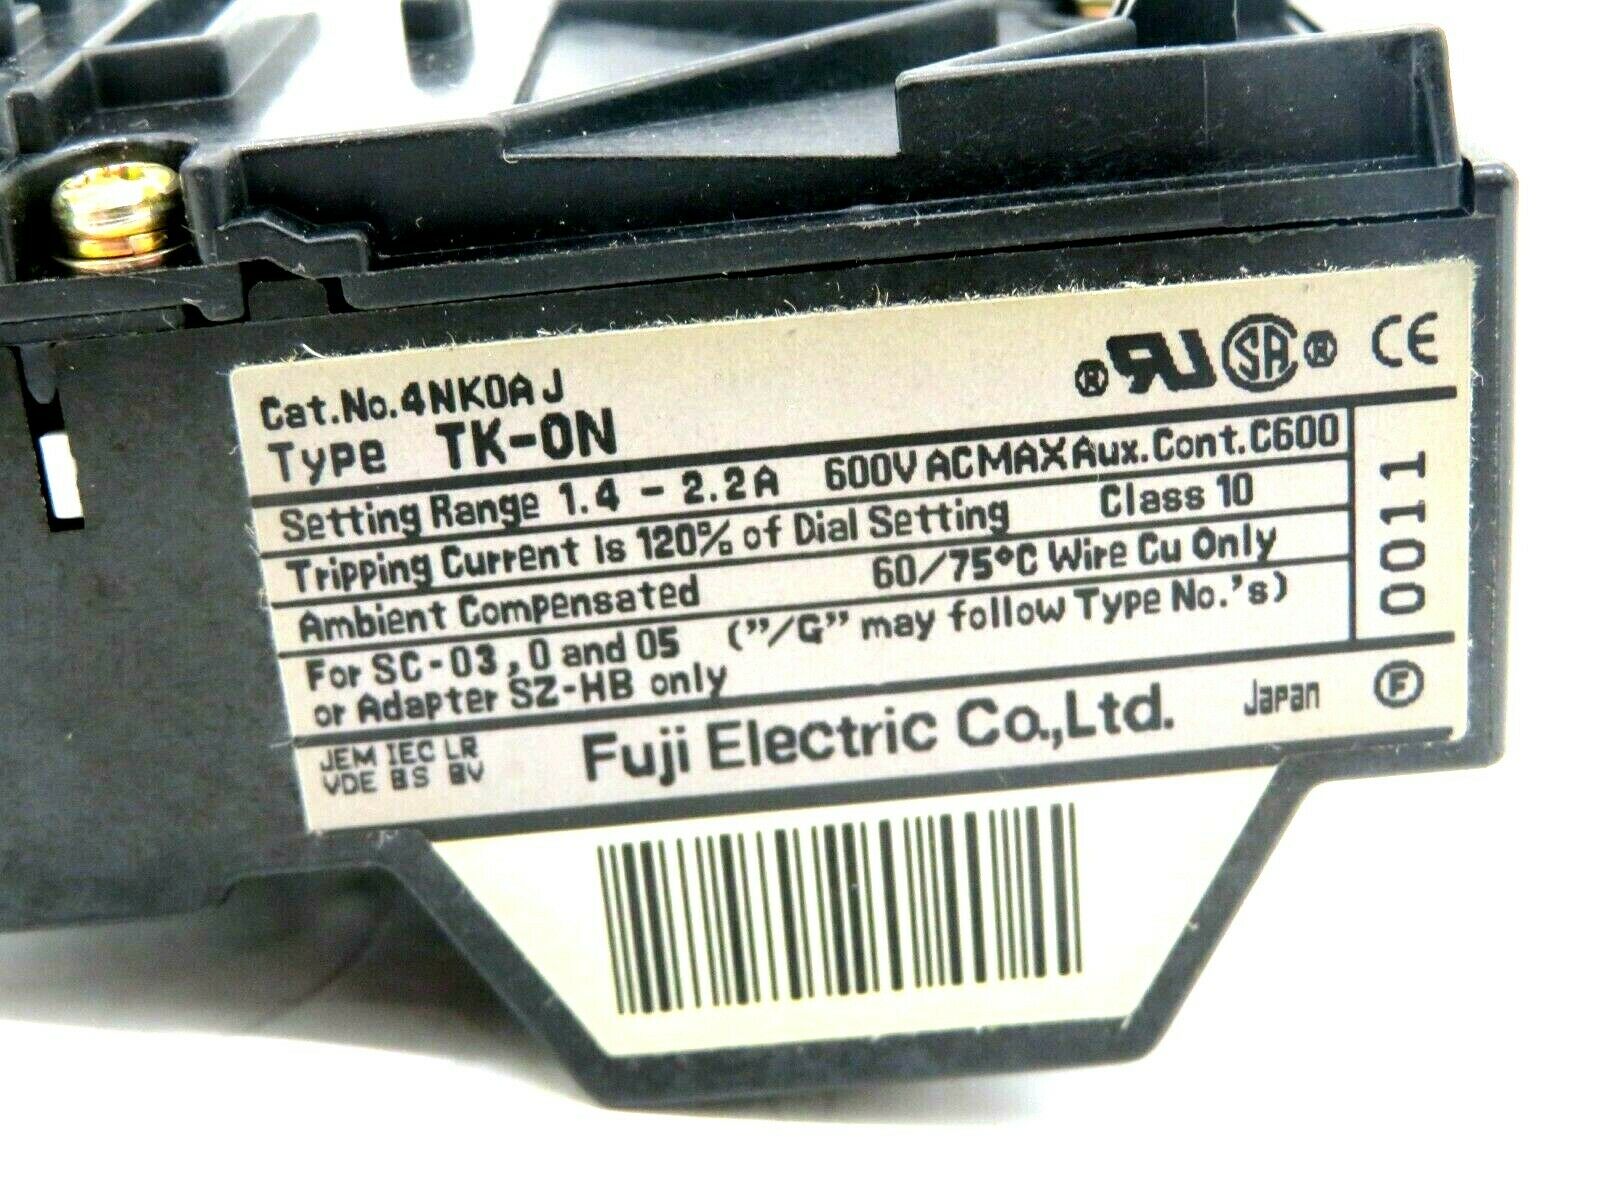 Cat.No.4NK0AJ
Type TK-0N
®RU SA® CE
Setting Range 1.4 - 2.2A 600V AC MAX Aux.Cont.C600
Tripping Current is 120% of Dial Setting Class 10
Ambient Compensated 60/75°C Wire Cu Only
For SC-03,0 and 05 ("/G" may follow Type No.'s)
or Adapter SZ-HB only
0011
JEM IEC LR
VDE BS BV
Fuji Electric Co.,Ltd. Japan F